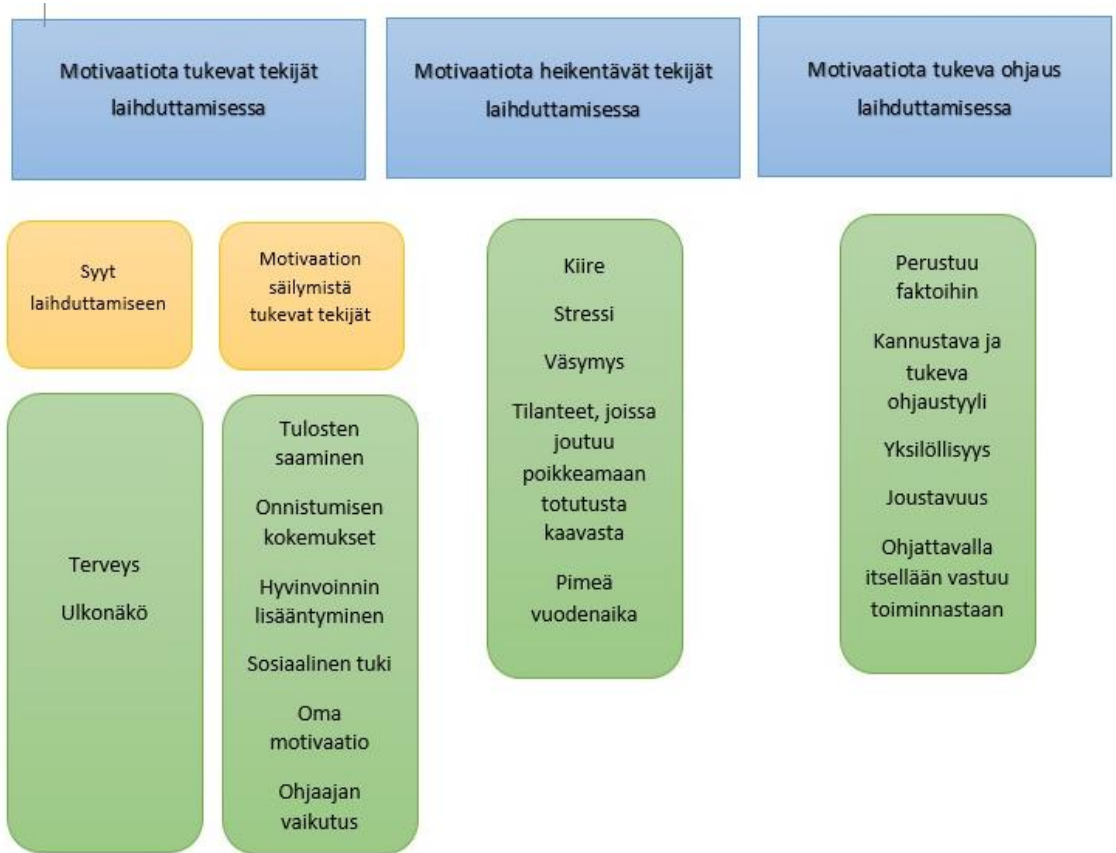 Motivaatiota tukevat tekijät
laihduttamisessa
Motivaatiota heikentävät tekijät
laihduttamisessa
Motivaatiota tukeva ohjaus
laihduttamisessa
Syyt
laihduttamiseen
Motivaation
säilymistä
tukevat tekijät
Terveys
Ulkonäkö
Tulosten
saaminen
Onnistumisen
kokemukset
Hyvinvoinnin
lisääntyminen
Sosiaalinen tuki
Oma
motivaatio
Ohjaajan
vaikutus
Kiire
Stressi
Väsymys
Tilanteet, joissa
joutuu
poikkeamaan
totutusta
kaavasta
Pimeä
vuodenaika
Perustuu
faktoihin
Kannustava ja
tukeva
ohjaustyyli
Yksilöllisyys
Joustavuus
Ohjattavalla
itsellään vastuu
toiminnastaan